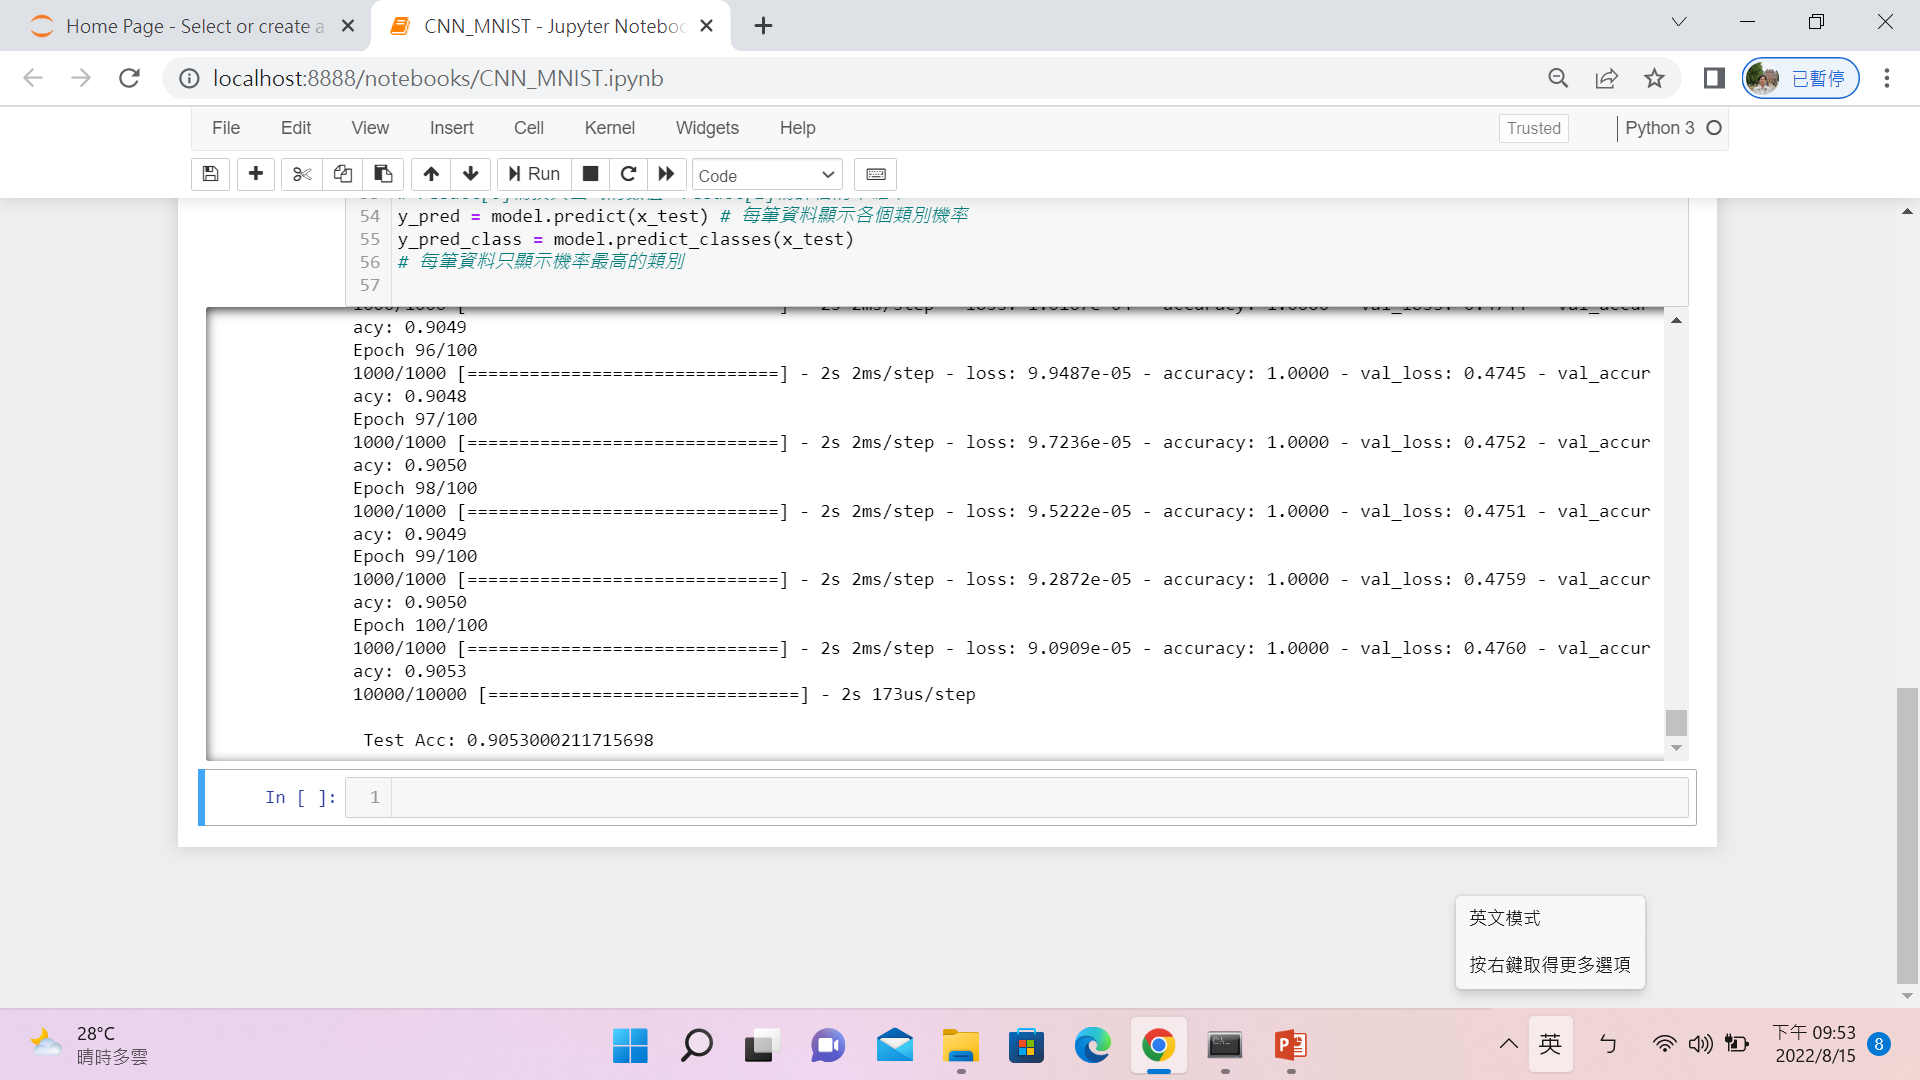 Home Page - Select or create a
CNN_MNIST - Jupyter Noteboo
localhost:8888/notebooks/CNN_MNIST.ipynb
已暫停
File Edit View Insert Cell Kernel Widgets Help
Trusted
Python 3
Run
Code
54 y_pred = model.predict(x_test) # 每筆資料顯示各個類別機率
55 y_pred_class = model.predict_classes(x_test)
56 # 每筆資料只顯示機率最高的類別
57
acy: 0.9049
Epoch 96/100
1000/1000 [==============================] - 2s 2ms/step - loss: 9.9487e-05 - accuracy: 1.0000 - val_loss: 0.4745 - val_accur
acy: 0.9048
Epoch 97/100
1000/1000 [==============================] - 2s 2ms/step - loss: 9.7236e-05 - accuracy: 1.0000 - val_loss: 0.4752 - val_accur
acy: 0.9050
Epoch 98/100
1000/1000 [==============================] - 2s 2ms/step - loss: 9.5222e-05 - accuracy: 1.0000 - val_loss: 0.4751 - val_accur
acy: 0.9049
Epoch 99/100
1000/1000 [==============================] - 2s 2ms/step - loss: 9.2872e-05 - accuracy: 1.0000 - val_loss: 0.4759 - val_accur
acy: 0.9050
Epoch 100/100
1000/1000 [==============================] - 2s 2ms/step - loss: 9.0909e-05 - accuracy: 1.0000 - val_loss: 0.4760 - val_accur
acy: 0.9053
10000/10000 [==============================] - 2s 173us/step
Test Acc: 0.9053000211715698
In [ ]: 1
英文模式
按右鍵取得更多選項
28°C
晴時多雲
英
ㄅ
下午 09:53
2022/8/15
8